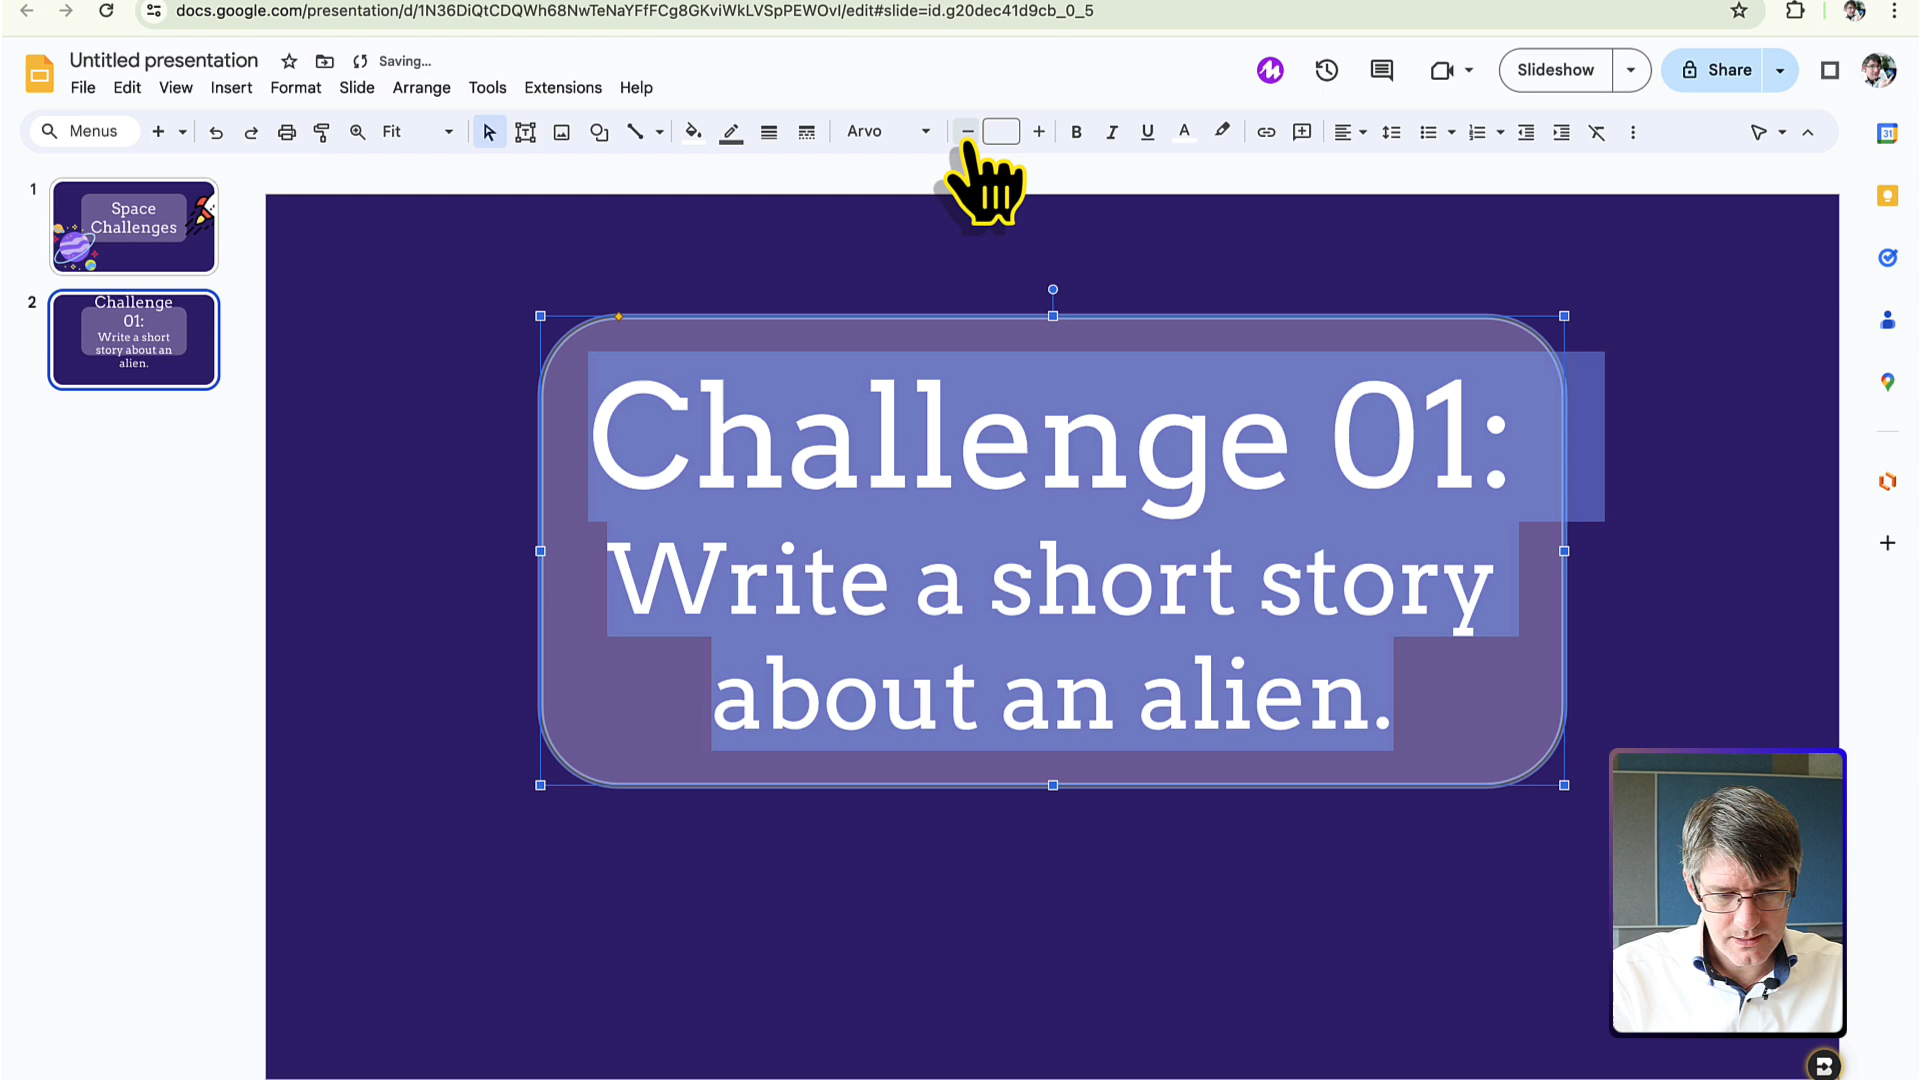 docs.google.com/presentation/d/1N36DiQtCDQWh68NwTeNaYFfFCg8GKviWkLVSpPEWOvI/edit#slide=id.g20dec41d9cb_0_5
Untitled presentation
Saving...
File Edit View Insert Format Slide Arrange Tools Extensions Help
Slideshow
Share
Menus
Fit
Arvo
B I U A
31
1
Space
Challenges
2
Challenge
01:
Write a short
story about an
alien.
Challenge 01:
Write a short story
about an alien.